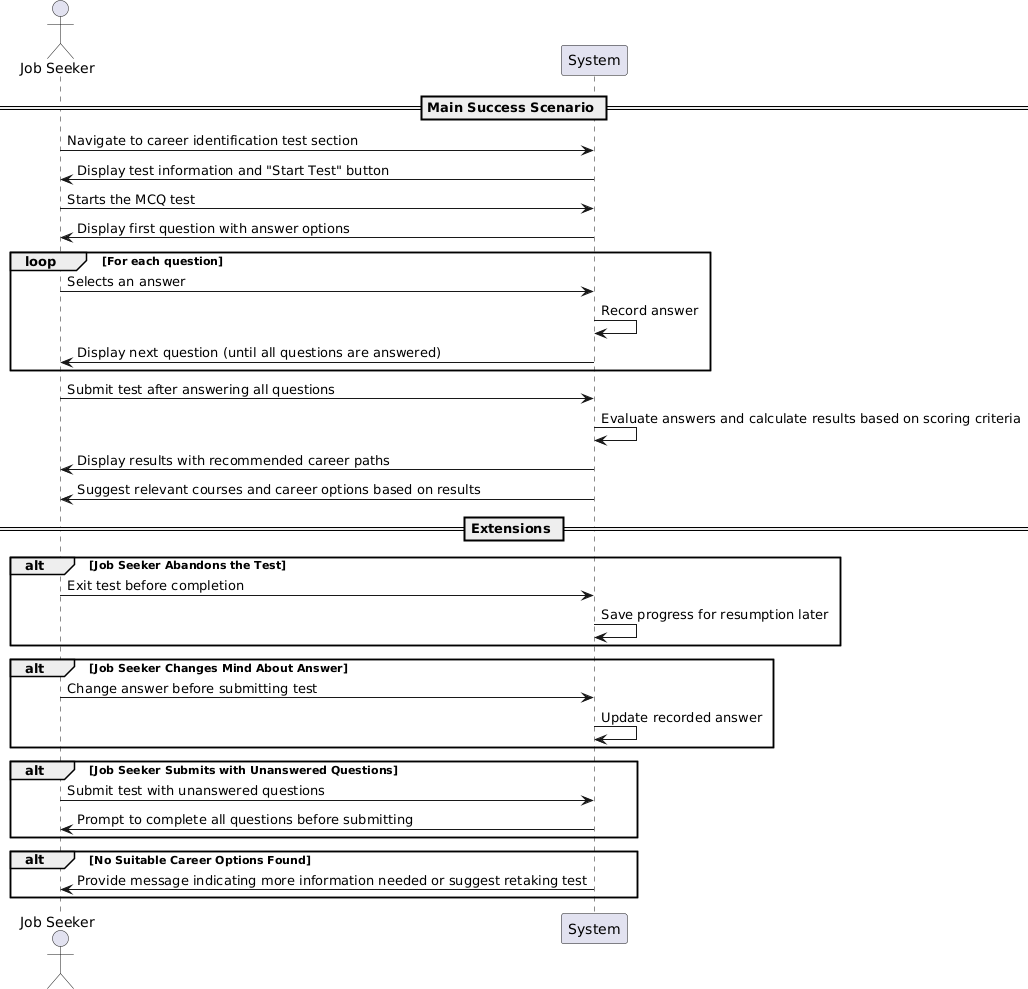 Job Seeker
System
Main Success Scenario
Navigate to career identification test section
Display test information and "Start Test" button
Starts the MCQ test
Display first question with answer options
loop [For each question]
Selects an answer
Record answer
Display next question (until all questions are answered)
Submit test after answering all questions
Evaluate answers and calculate results based on scoring criteria
Display results with recommended career paths
Suggest relevant courses and career options based on results
Extensions
alt [Job Seeker Abandons the Test]
Exit test before completion
Save progress for resumption later
alt [Job Seeker Changes Mind About Answer]
Change answer before submitting test
Update recorded answer
alt [Job Seeker Submits with Unanswered Questions]
Submit test with unanswered questions
Prompt to complete all questions before submitting
alt [No Suitable Career Options Found]
Provide message indicating more information needed or suggest retaking test
Job Seeker
System